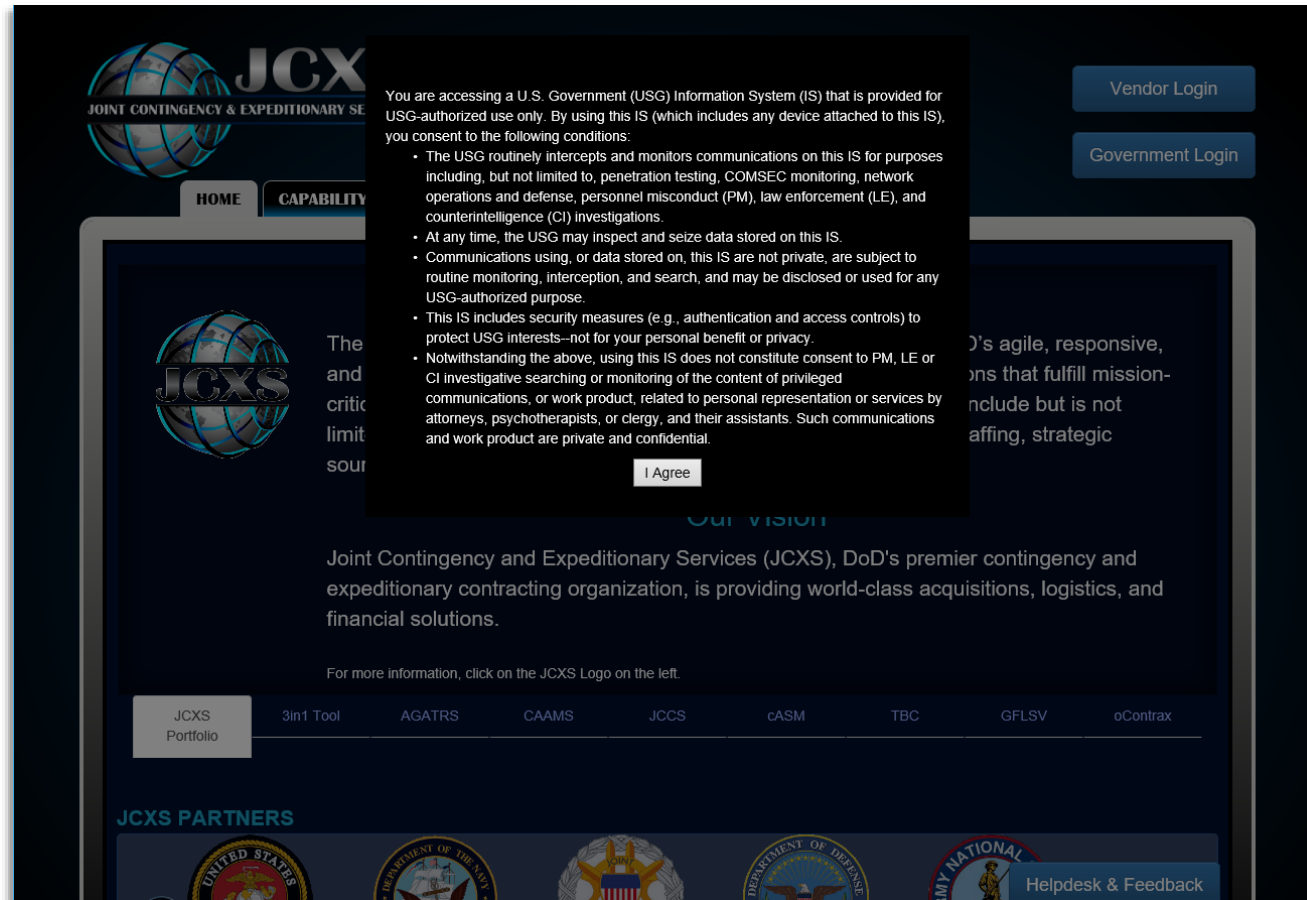 JCX
JOINT CONTINGENCY & EXPEDITIONARY SE
Vendor Login
Government Login
HOME
CAPABILITY
You are accessing a U.S. Government (USG) Information System (IS) that is provided for
USG-authorized use only. By using this IS (which includes any device attached to this IS),
you consent to the following conditions:
• The USG routinely intercepts and monitors communications on this IS for purposes
including, but not limited to, penetration testing, COMSEC monitoring, network
operations and defense, personnel misconduct (PM), law enforcement (LE), and
counterintelligence (CI) investigations.
• At any time, the USG may inspect and seize data stored on this IS.
• Communications using, or data stored on, this IS are not private, are subject to
routine monitoring, interception, and search, and may be disclosed or used for any
USG-authorized purpose.
• This IS includes security measures (e.g., authentication and access controls) to
protect USG interests--not for your personal benefit or privacy.
• Notwithstanding the above, using this IS does not constitute consent to PM, LE or
CI investigative searching or monitoring of the content of privileged
communications, or work product, related to personal representation or services by
attorneys, psychotherapists, or clergy, and their assistants. Such communications
and work product are private and confidential.
I Agree
JCXS
The D's agile, responsive,
and ons that fulfill mission-
critic nclude but is not
limit affing, strategic
sour
Our Vision
Joint Contingency and Expeditionary Services (JCXS), DoD's premier contingency and
expeditionary contracting organization, is providing world-class acquisitions, logistics, and
financial solutions.
For more information, click on the JCXS Logo on the left.
JCXS
Portfolio
3in1 Tool
AGATRS
CAAMS
JCCS
cASM
TBC
GFLSV
oContrax
JCXS PARTNERS
UNITED STATES
DEPARTMENT OF THE NAVY
JOINT
DEPARTMENT OF DEFENSE
ARMY NATIONAL
Helpdesk & Feedback